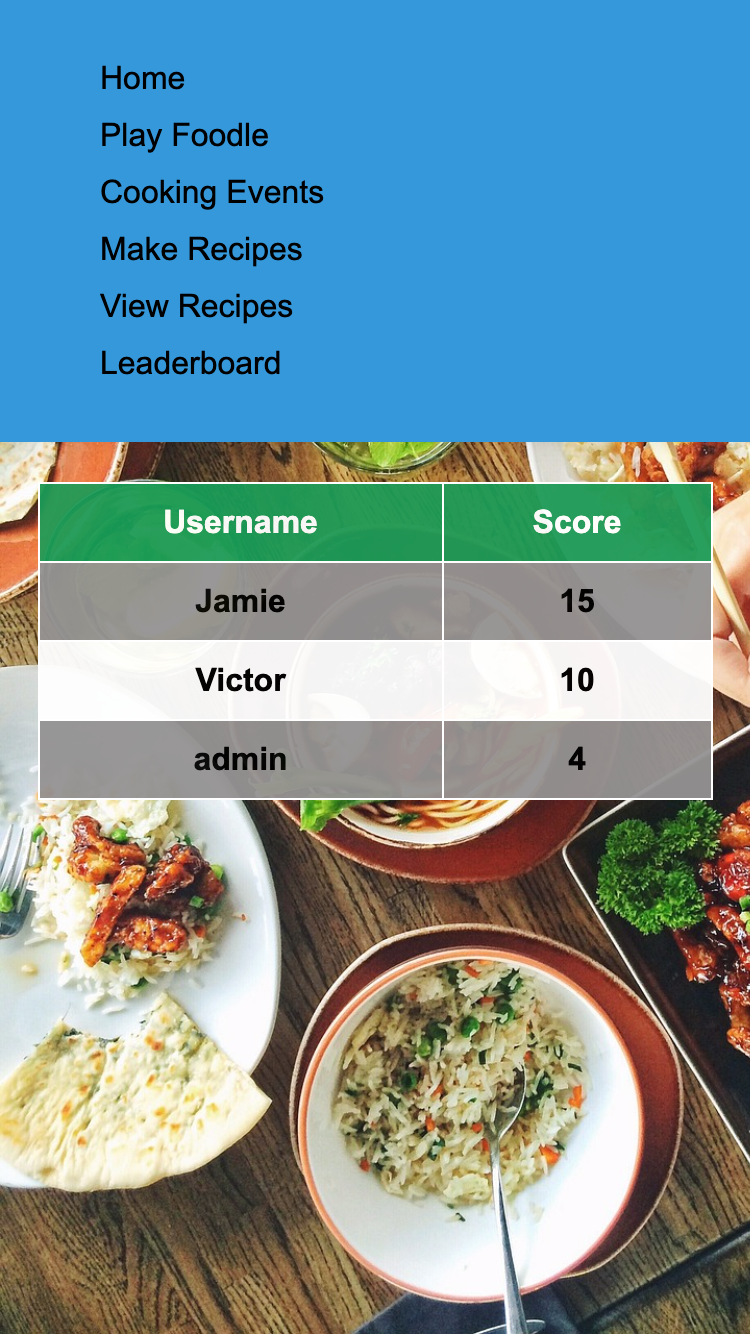 Home
Play Foodle
Cooking Events
Make Recipes
View Recipes
Leaderboard
Username Score
Jamie 15
Victor 10
admin 4